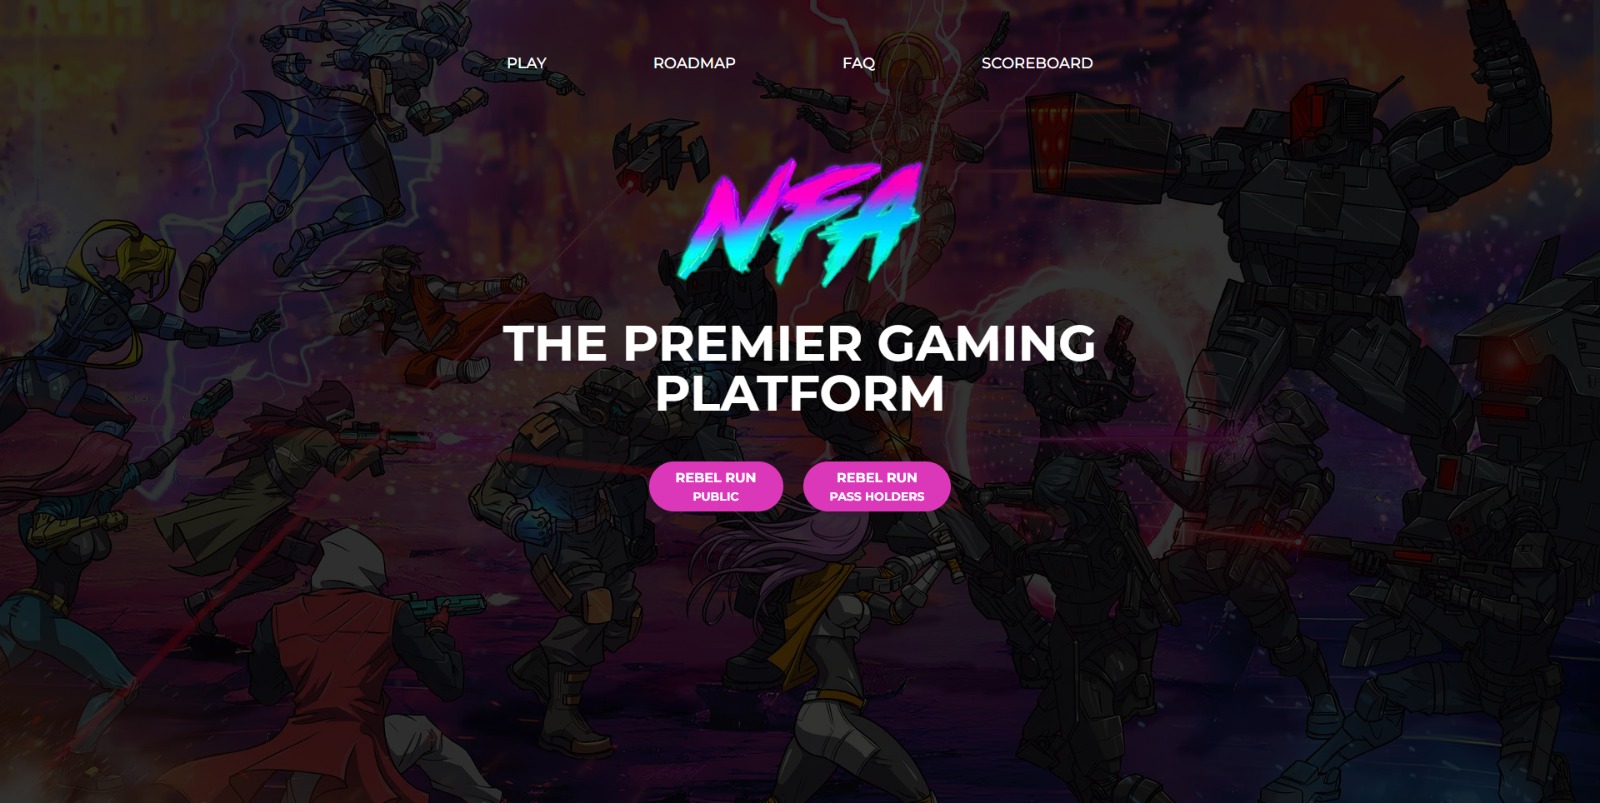 PLAY ROADMAP FAQ SCOREBOARD
NFA
THE PREMIER GAMING
PLATFORM
REBEL RUN
PUBLIC
REBEL RUN
PASS HOLDERS